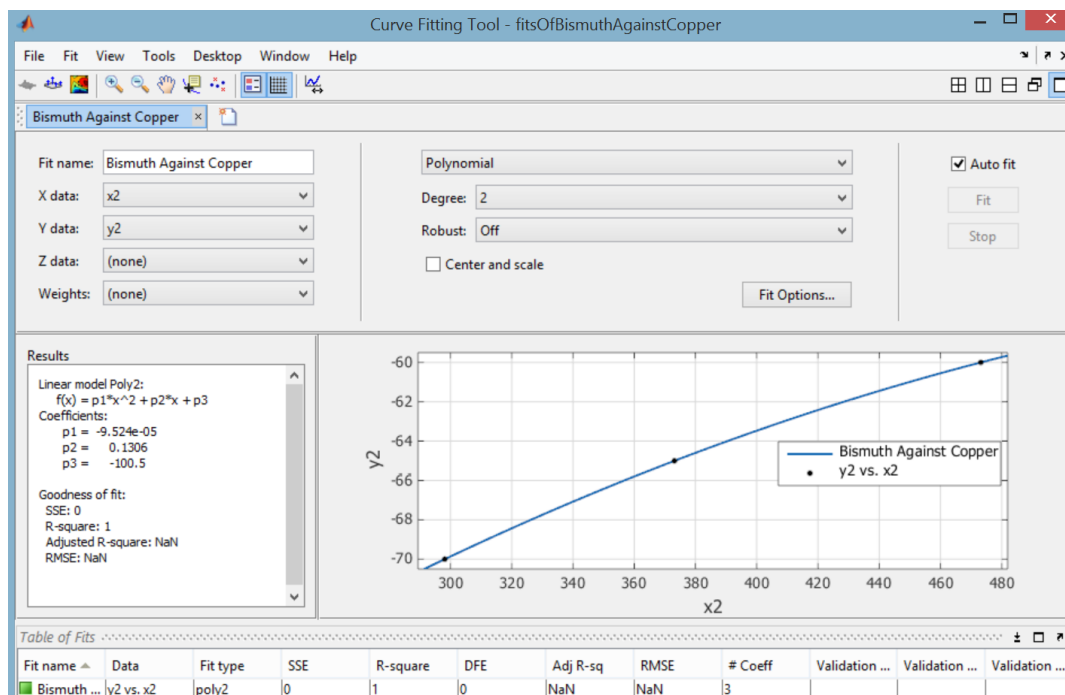 Curve Fitting Tool - fitsOfBismuthAgainstCopper
File Fit View Tools Desktop Window Help
Bismuth Against Copper
Fit name: Bismuth Against Copper
X data: x2
Y data: y2
Z data: (none)
Weights: (none)
Polynomial
Degree: 2
Robust: Off
Center and scale
Fit Options...
Auto fit
Fit
Stop
Results
Linear model Poly2:
f(x) = p1*x^2 + p2*x + p3
Coefficients:
p1 = -9.524e-05
p2 = 0.1306
p3 = -100.5
Goodness of fit:
SSE: 0
R-square: 1
Adjusted R-square: NaN
RMSE: NaN
-60
-62
-64
-66
-68
-70
y2
Bismuth Against Copper
y2 vs. x2
300 320 340 360 380 400 420 440 460 480
x2
Table of Fits
Fit name Data Fit type SSE R-square DFE Adj R-sq RMSE # Coeff Validation ... Validation ... Validation ...
Bismuth ... y2 vs. x2 poly2 0 1 0 NaN NaN 3